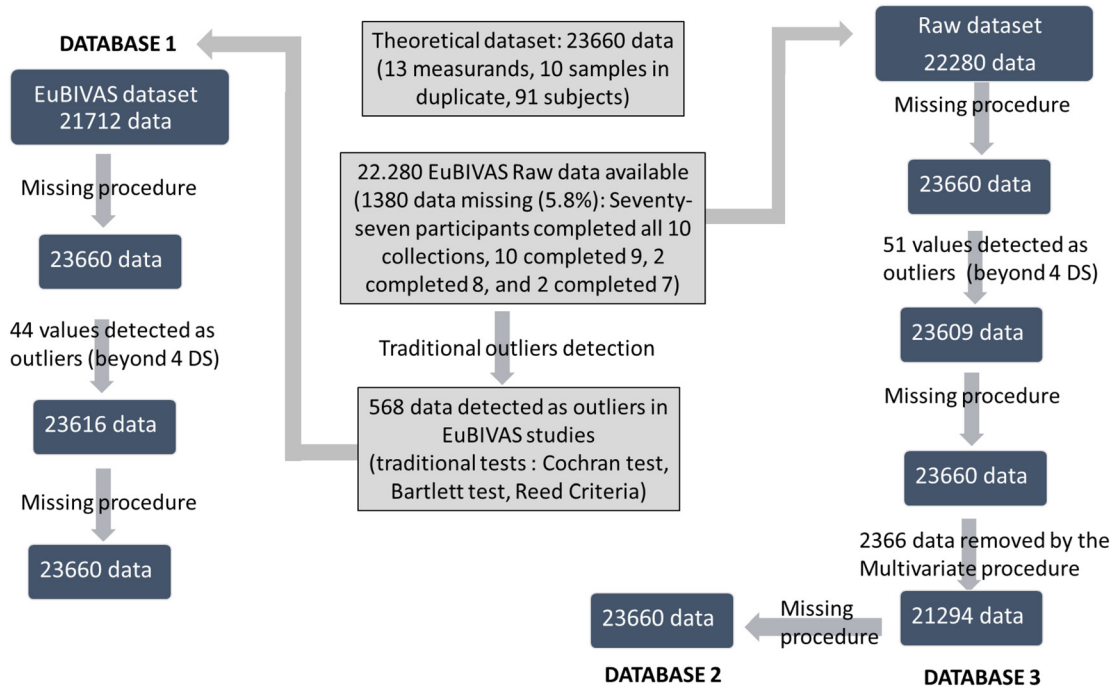 DATABASE 1
EuBIVAS dataset
21712 data
Missing procedure
23660 data
44 values detected as
outliers (beyond 4 DS)
23616 data
Missing procedure
23660 data
Theoretical dataset: 23660 data
(13 measurands, 10 samples in
duplicate, 91 subjects)
22.280 EuBIVAS Raw data available
(1380 data missing (5.8%): Seventy-
seven participants completed all 10
collections, 10 completed 9, 2
completed 8, and 2 completed 7)
Traditional outliers detection
568 data detected as outliers in
EuBIVAS studies
(traditional tests : Cochran test,
Bartlett test, Reed Criteria)
Raw dataset
22280 data
Missing procedure
23660 data
51 values detected as
outliers (beyond 4 DS)
23609 data
Missing procedure
23660 data
2366 data removed by the
Multivariate procedure
21294 data
DATABASE 3
Missing
procedure
23660 data
DATABASE 2